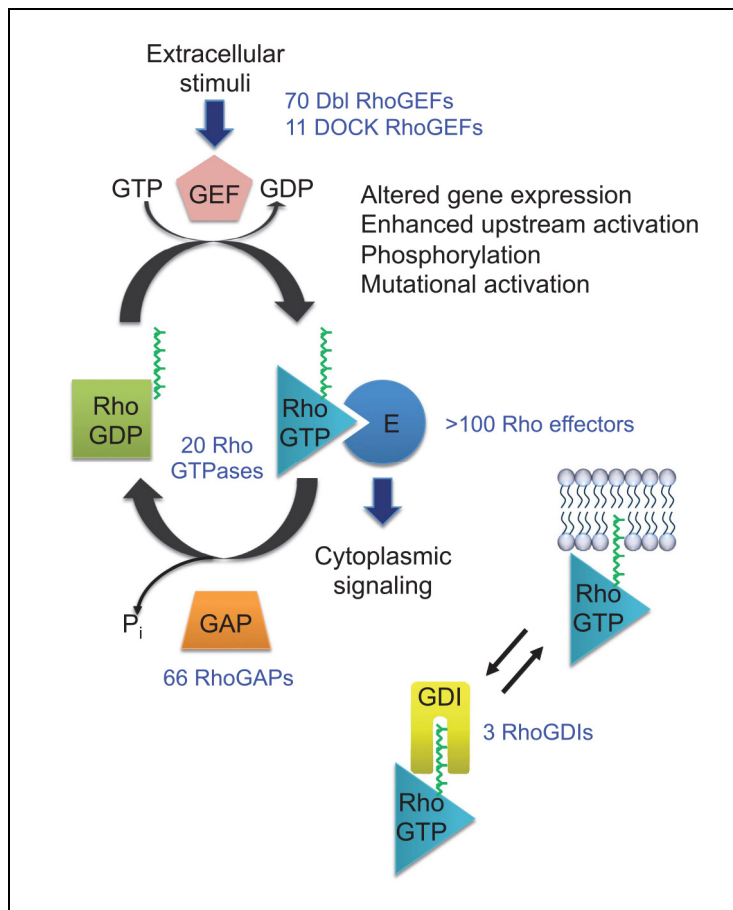 Extracellular
stimuli
70 Dbl RhoGEFs
11 DOCK RhoGEFs
GTP
GEF
GDP
Altered gene expression
Enhanced upstream activation
Phosphorylation
Mutational activation
Rho
GDP
20 Rho
GTPases
Rho
GTP
E
>100 Rho effectors
Cytoplasmic
signaling
Pi
GAP
66 RhoGAPs
Rho
GTP
GDI
3 RhoGDIs
Rho
GTP